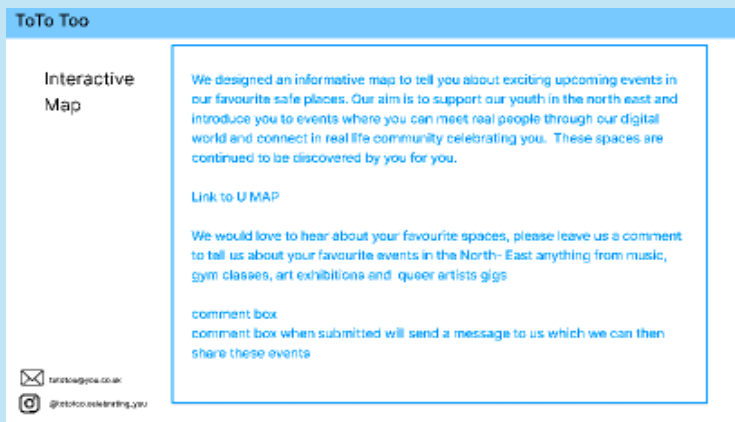 ToTo Too
Interactive
Map
We designed an informative map to tell you about exciting upcoming events in
our favourite safe places. Our aim is to support our youth in the north east and
introduce you to events where you can meet real people through our digital
world and connect in real life community celebrating you. These spaces are
continued to be discovered by you for you.
Link to U MAP
We would love to hear about your favourite spaces, please leave us a comment
to tell us about your favourite events in the North- East anything from music,
gym classes, art exhibitions and queer artists gigs
comment box
comment box when submitted will send a message to us which we can then
share these events
@tototoo.celebrating_you